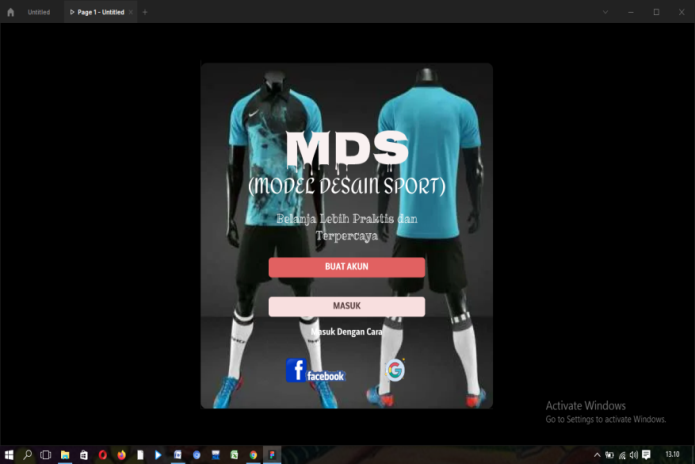 Untitled
Page 1 - Untitled
MDS
(MODEL DESAIN SPORT)
Belanja Lebih Praktis dan
Terpercaya
BUAT AKUN
MASUK
Masuk Dengan Cara
f facebook
G
Activate Windows
Go to Settings to activate Windows.
13.10